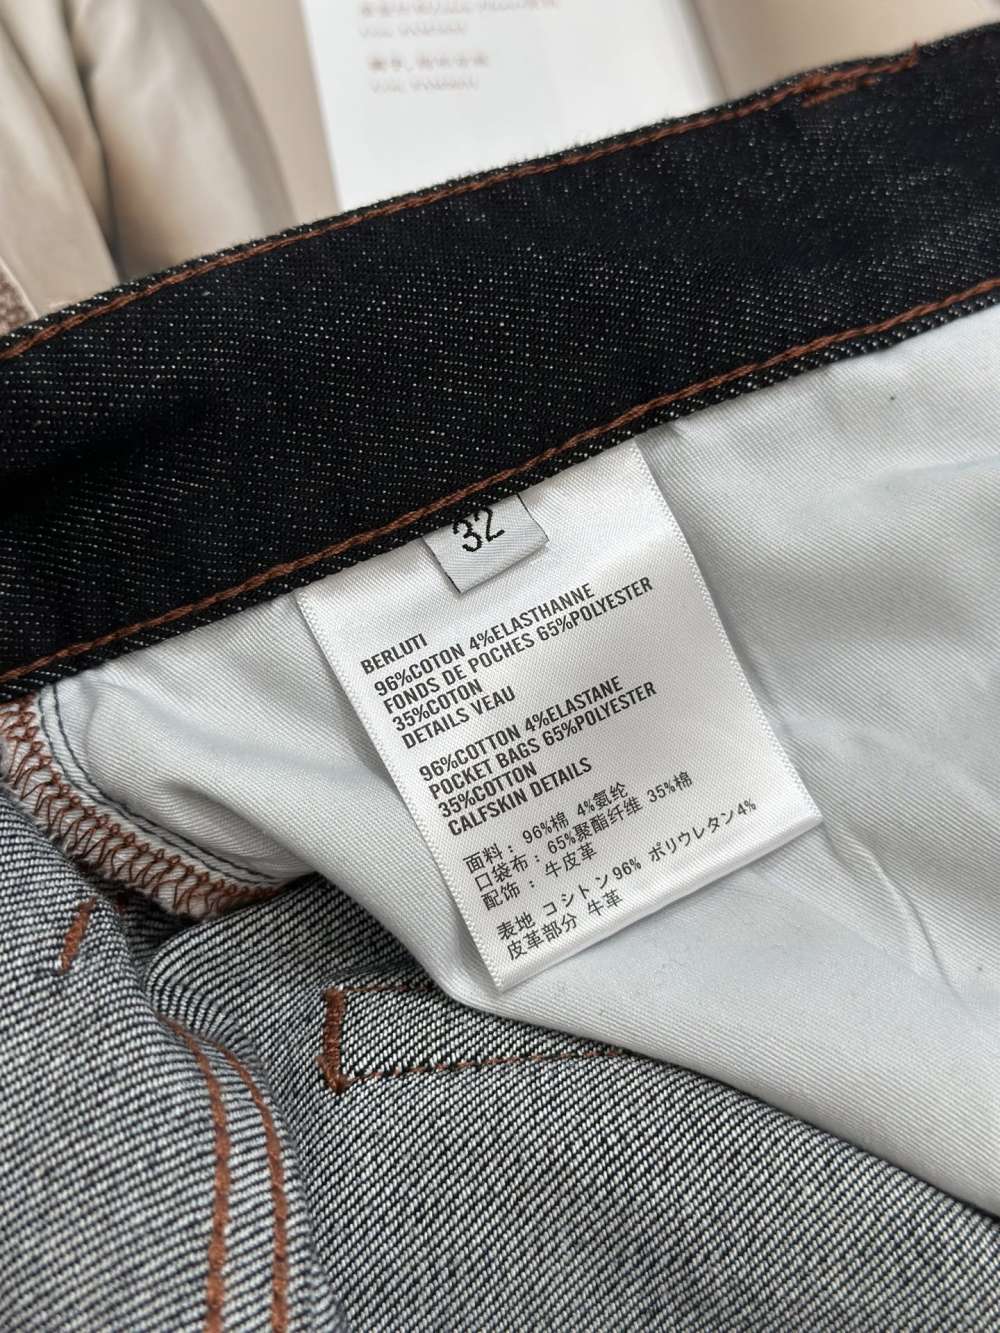 32
BERLUTI
96%COTON 4%ELASTHANNE
FONDS DE POCHES 65%POLYESTER
35%COTON
DETAILS VEAU
96%COTTON 4%ELASTANE
POCKET BAGS 65%POLYESTER
35%COTTON
CALFSKIN DETAILS
面料：96%棉 4%氨纶
口袋布：65%聚酯纤维 35%棉
配饰：牛皮革
表地 コシトン96% ポリウレタン4%
皮革部分 牛革